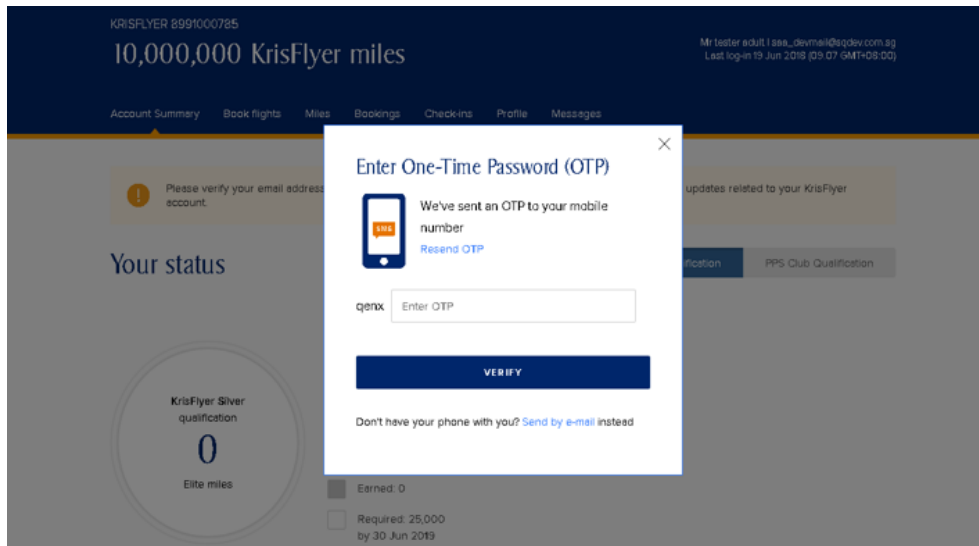 KRISFLYER 8991000785
10,000,000 KrisFlyer miles
Mr tester adult | saa_devmail@sqdev.com.sg
Last log-in 19 Jun 2018 (09.07 GMT+08:00)
Account Summary Book flights Miles Bookings Check-ins Profile Messages
Please verify your email address
updates related to your KrisFlyer
account.
Your status
fication
PPS Club Qualification
Enter One-Time Password (OTP)
We've sent an OTP to your mobile
number
SMS
Resend OTP
qenx Enter OTP
VERIFY
Don't have your phone with you? Send by e-mail instead
KrisFlyer Silver
qualification
0
Elite miles
Earned: 0
Required: 25,000
by 30 Jun 2019